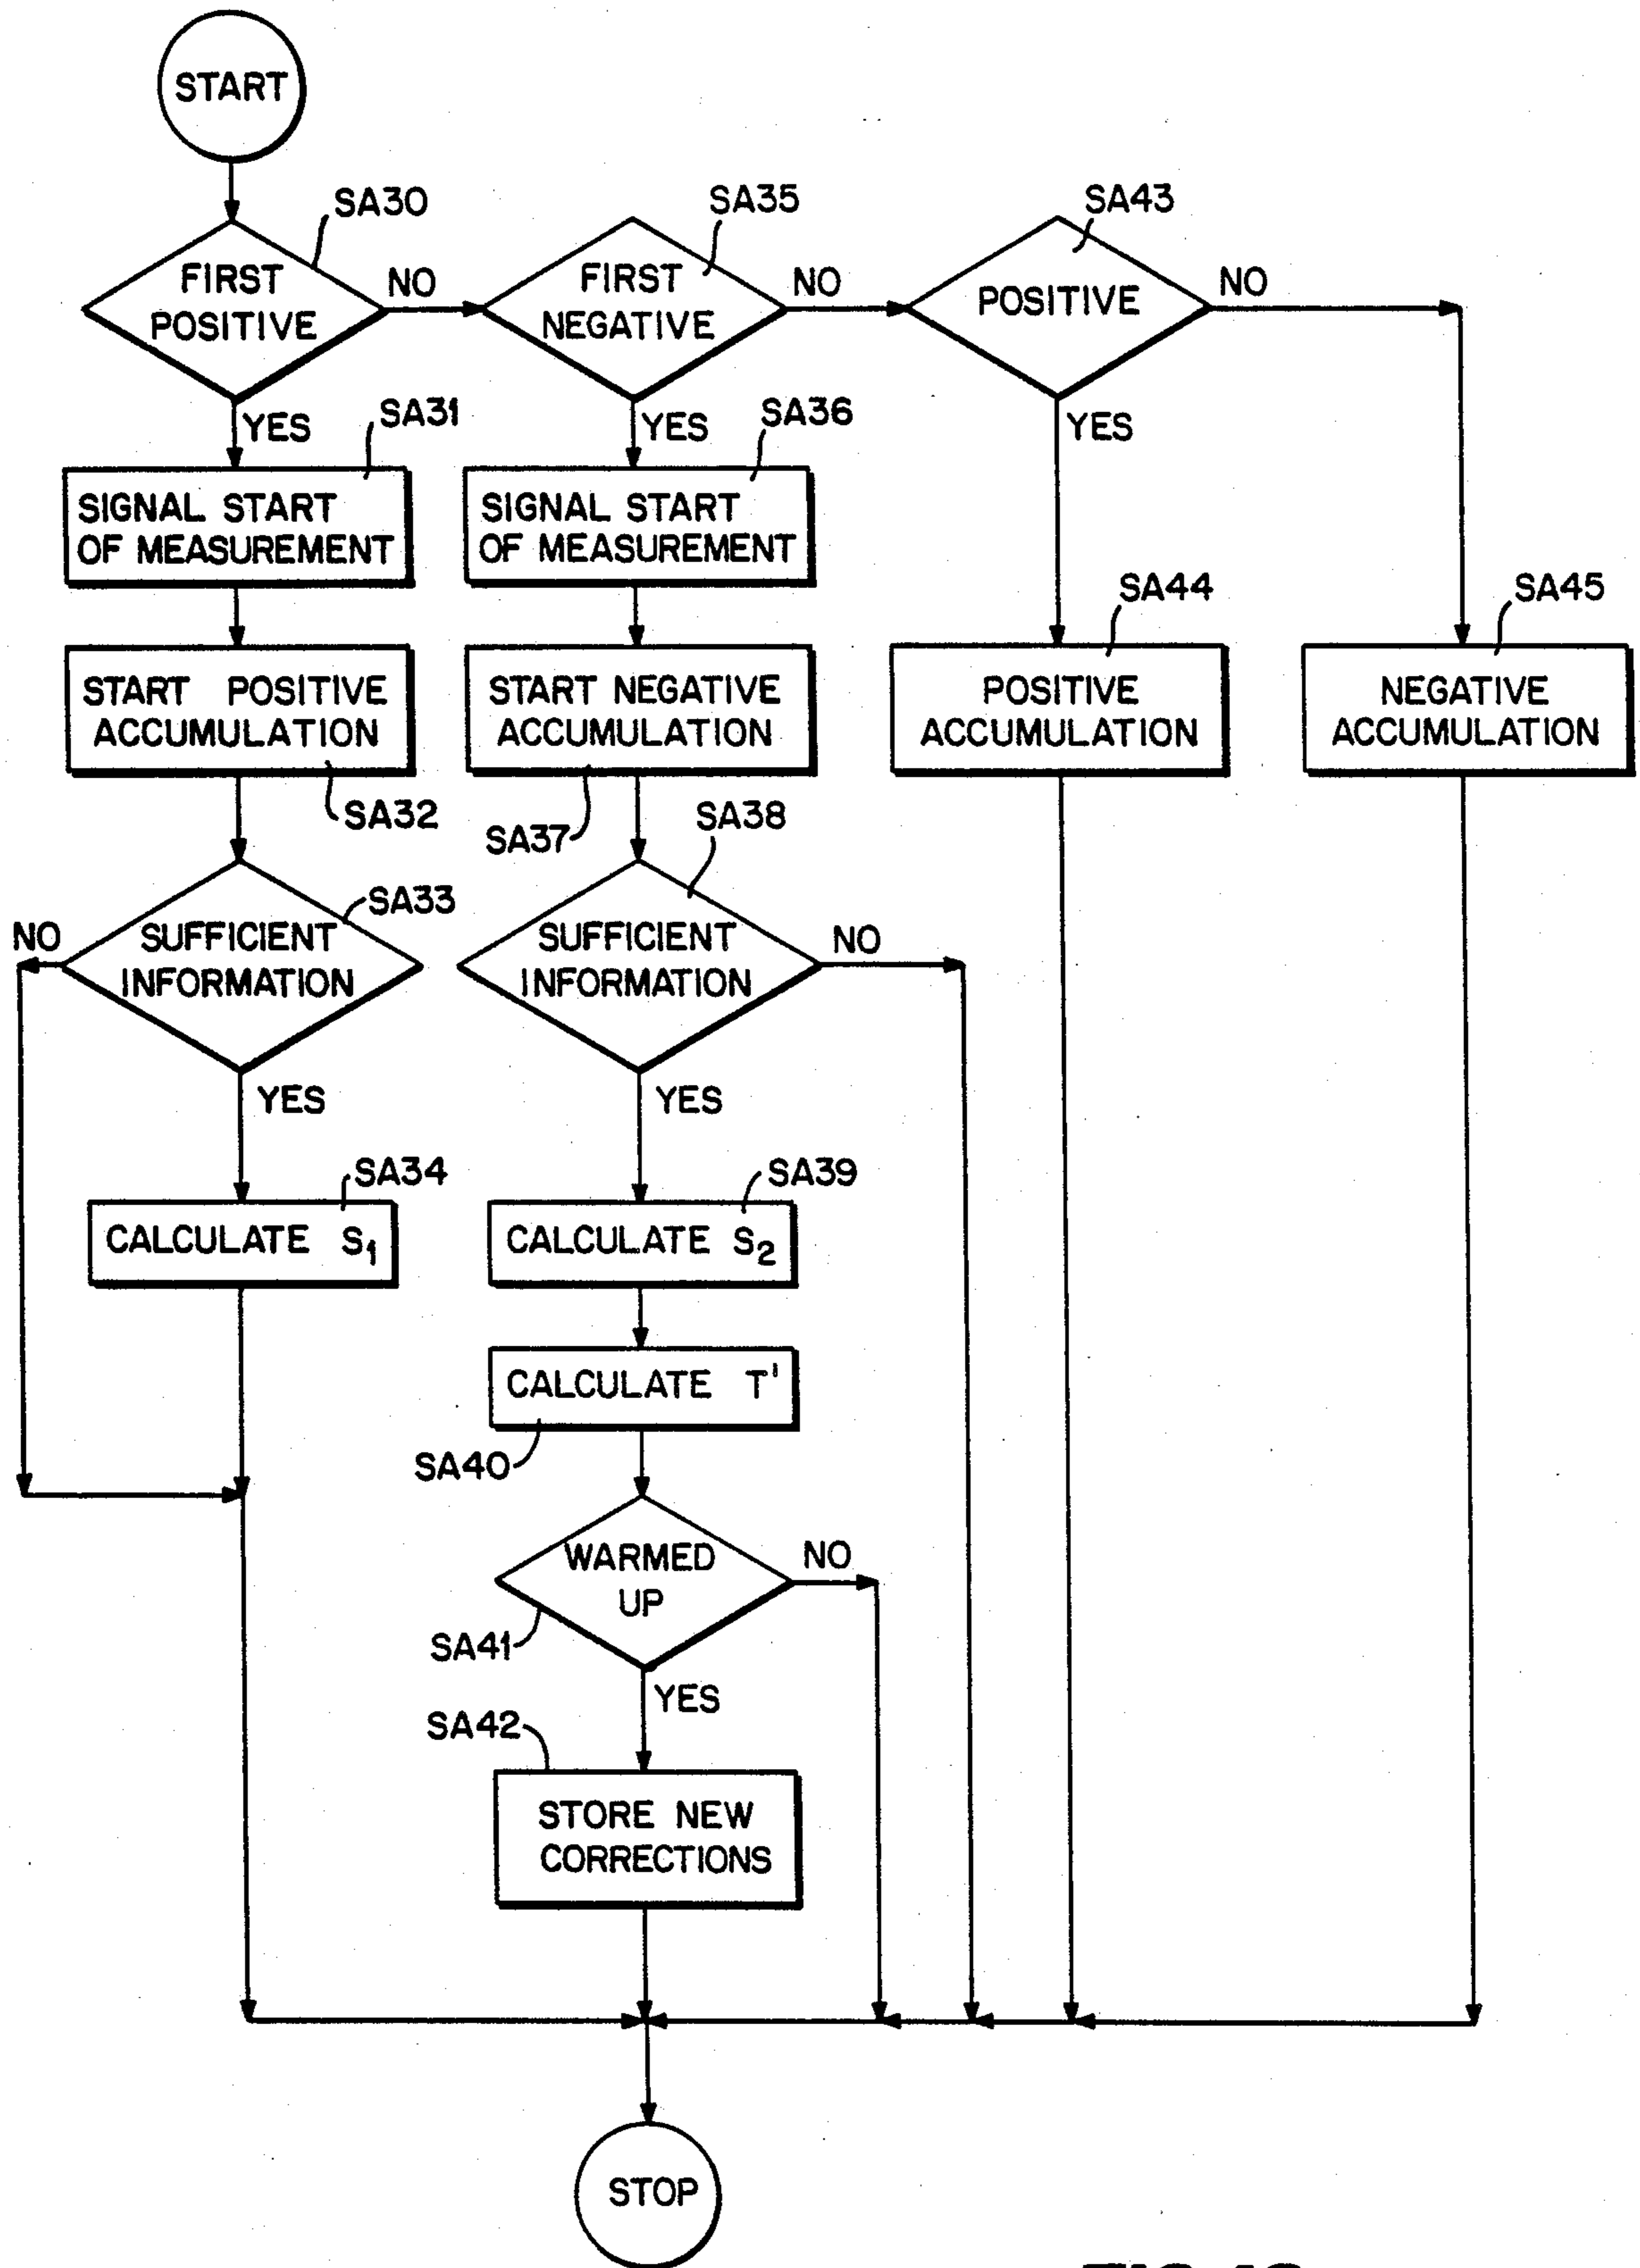 START
SA30
SA35
SA43
FIRST
POSITIVE
NO
FIRST
NEGATIVE
NO
POSITIVE
NO
YES
SA31
YES
SA36
YES
SIGNAL START
OF MEASUREMENT
SIGNAL START
OF MEASUREMENT
SA44
SA45
START POSITIVE
ACCUMULATION
START NEGATIVE
ACCUMULATION
POSITIVE
ACCUMULATION
NEGATIVE
ACCUMULATION
SA32
SA37
SA38
SA33
NO
SUFFICIENT
INFORMATION
SUFFICIENT
INFORMATION
NO
YES
YES
SA34
SA39
CALCULATE S₁
CALCULATE S₂
CALCULATE T'
SA40
WARMED
UP
NO
SA41
YES
SA42
STORE NEW
CORRECTIONS
STOP